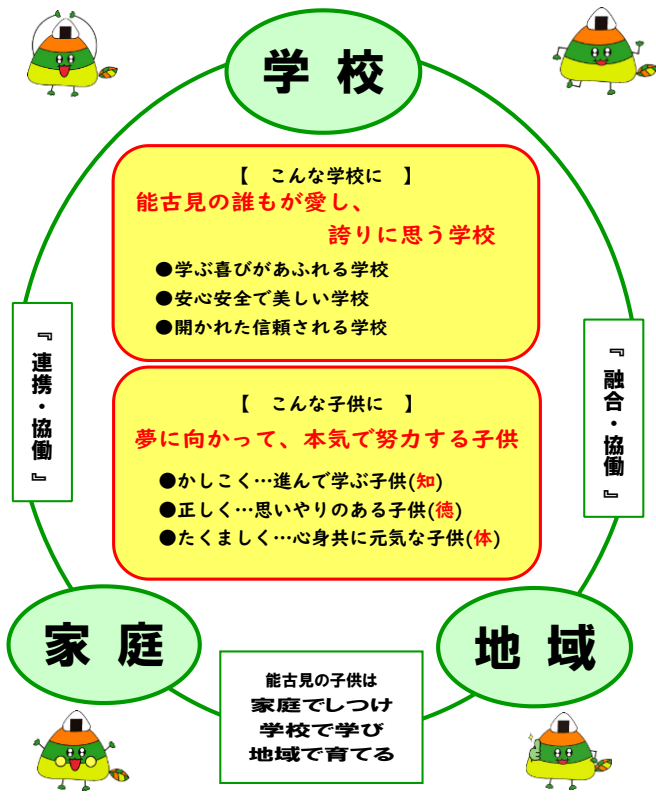 学校
【　こんな学校に　】
能古見の誰もが愛し、
誇りに思う学校
●学ぶ喜びがあふれる学校
●安心安全で美しい学校
●開かれた信頼される学校
『連携・協働』
『融合・協働』
【　こんな子供に　】
夢に向かって、本気で努力する子供
●かしこく…進んで学ぶ子供(知)
●正しく…思いやりのある子供(徳)
●たくましく…心身共に元気な子供(体)
家庭
地域
能古見の子供は
家庭でしつけ
学校で学び
地域で育てる